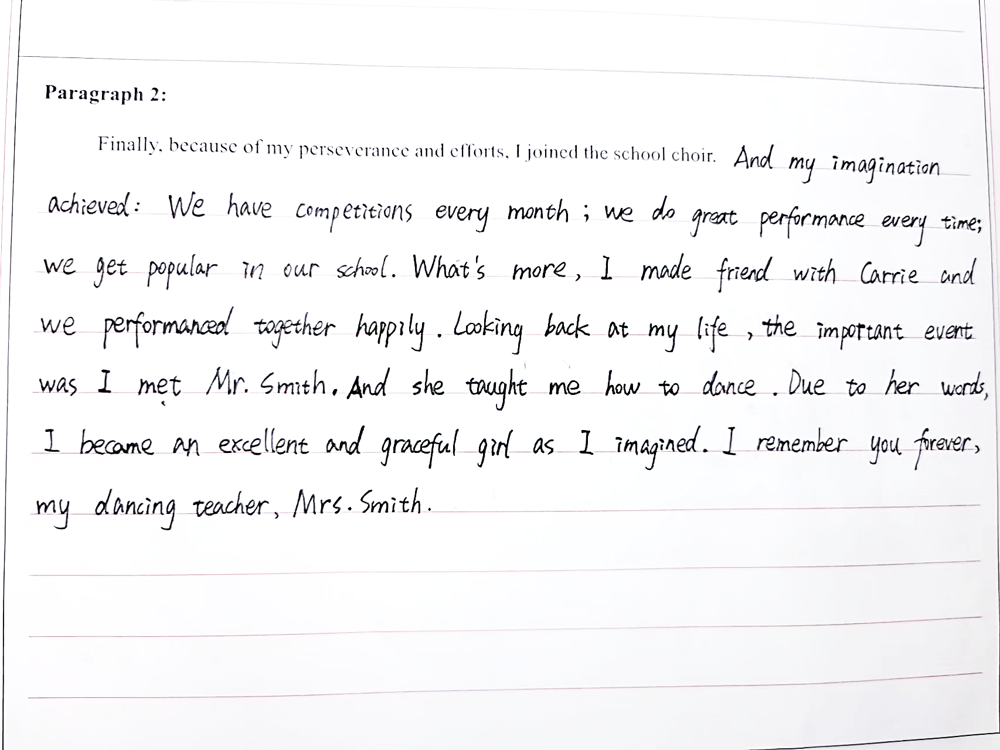 Paragraph 2:
Finally, because of my perseverance and efforts, I joined the school choir. And my imagination
achieved: We have competitions every month ; we do great performance every time;
we get popular in our school. What's more, I made friend with Carrie and
we performanced together happily. Looking back at my life , the important event
was I met Mr. Smith. And she taught me how to dance . Due to her words,
I became an excellent and graceful girl as I imagined. I remember you forever,
my dancing teacher, Mrs. Smith.